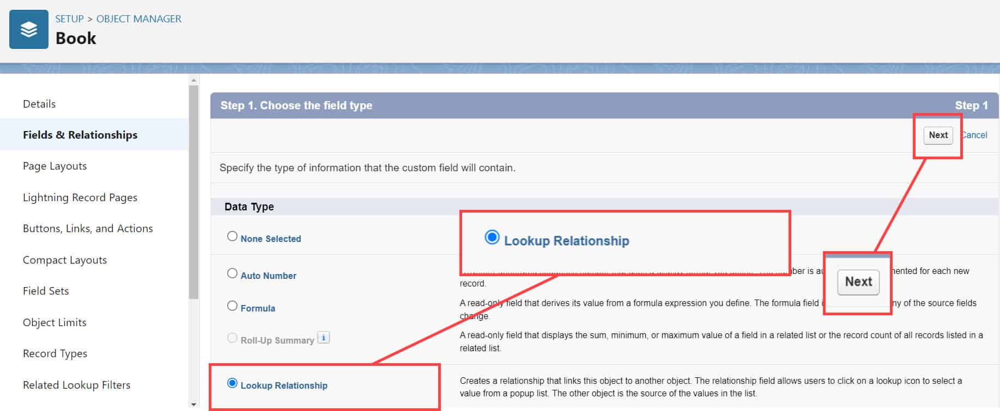 SETUP > OBJECT MANAGER
Book
Details
Fields & Relationships
Page Layouts
Lightning Record Pages
Buttons, Links, and Actions
Compact Layouts
Field Sets
Object Limits
Record Types
Related Lookup Filters
Step 1. Choose the field type Step 1
Next Cancel
Specify the type of information that the custom field will contain.
Data Type
None Selected
Lookup Relationship
Next
Auto Number
is for each new
record.
Formula
A read-only field that derives its value from a formula expression you define. The formula field of the source fields
change.
Roll-Up Summary i
A read-only field that displays the sum, minimum, or maximum value of a field in a related list or the record count of all records listed in a
related list.
Lookup Relationship
Creates a relationship that links this object to another object. The relationship field allows users to click on a lookup icon to select a
value from a popup list. The other object is the source of the values in the list.